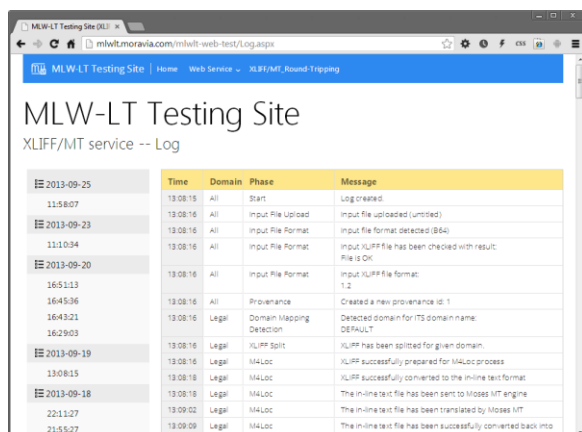 MLW-LT Testing Site (XLIF
mlwlt.moravia.com/mlwlt-web-test/Log.aspx
CSS
MLW-LT Testing Site Home Web Service XLIFF/MT_Round-Tripping
MLW-LT Testing Site
XLIFF/MT service -- Log
2013-09-25
11:58:07
2013-09-23
11:10:34
2013-09-20
16:51:13
16:45:36
16:43:21
16:29:03
2013-09-19
13:08:15
2013-09-18
22:11:27
21:55:27
Time Domain Phase Message
13:08:15 All Start Log created.
13:08:16 All Input File Upload Input file uploaded (untitled)
13:08:16 All Input File Format Input file format detected (B64)
13:08:16 All Input File Format Input XLIFF file has been checked with result:
File is OK
13:08:16 All Input File Format Input XLIFF file format:
1.2
13:08:16 All Provenance Created a new provenance id: 1
13:08:16 Legal Domain Mapping Detected domain for ITS domain name:
Detection DEFAULT
13:08:16 Legal XLIFF Split XLIFF has been splitted for given domain.
13:08:16 Legal M4Loc XLIFF successfully prepared for M4Loc process
13:08:18 Legal M4Loc XLIFF successfully converted to the in-line text format
13:08:18 Legal M4Loc The in-line text file has been sent to Moses MT engine
13:09:02 Legal M4Loc The in-line text file has been translated by Moses MT
13:09:09 Legal M4Loc The in-line text file has been successfully converted back into